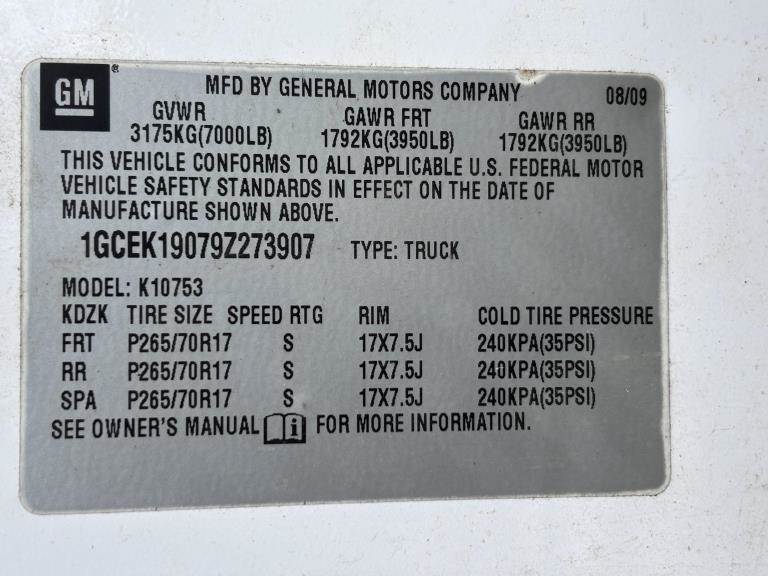 GM® MFD BY GENERAL MOTORS COMPANY 08/09
GVWR GAWR FRT GAWR RR
3175KG(7000LB) 1792KG(3950LB) 1792KG(3950LB)
THIS VEHICLE CONFORMS TO ALL APPLICABLE U.S. FEDERAL MOTOR
VEHICLE SAFETY STANDARDS IN EFFECT ON THE DATE OF
MANUFACTURE SHOWN ABOVE.
1GCEK19079Z273907 TYPE: TRUCK
MODEL: K10753
KDZK TIRE SIZE SPEED RTG RIM COLD TIRE PRESSURE
FRT P265/70R17 S 17X7.5J 240KPA(35PSI)
RR P265/70R17 S 17X7.5J 240KPA(35PSI)
SPA P265/70R17 S 17X7.5J 240KPA(35PSI)
SEE OWNER'S MANUAL i FOR MORE INFORMATION.